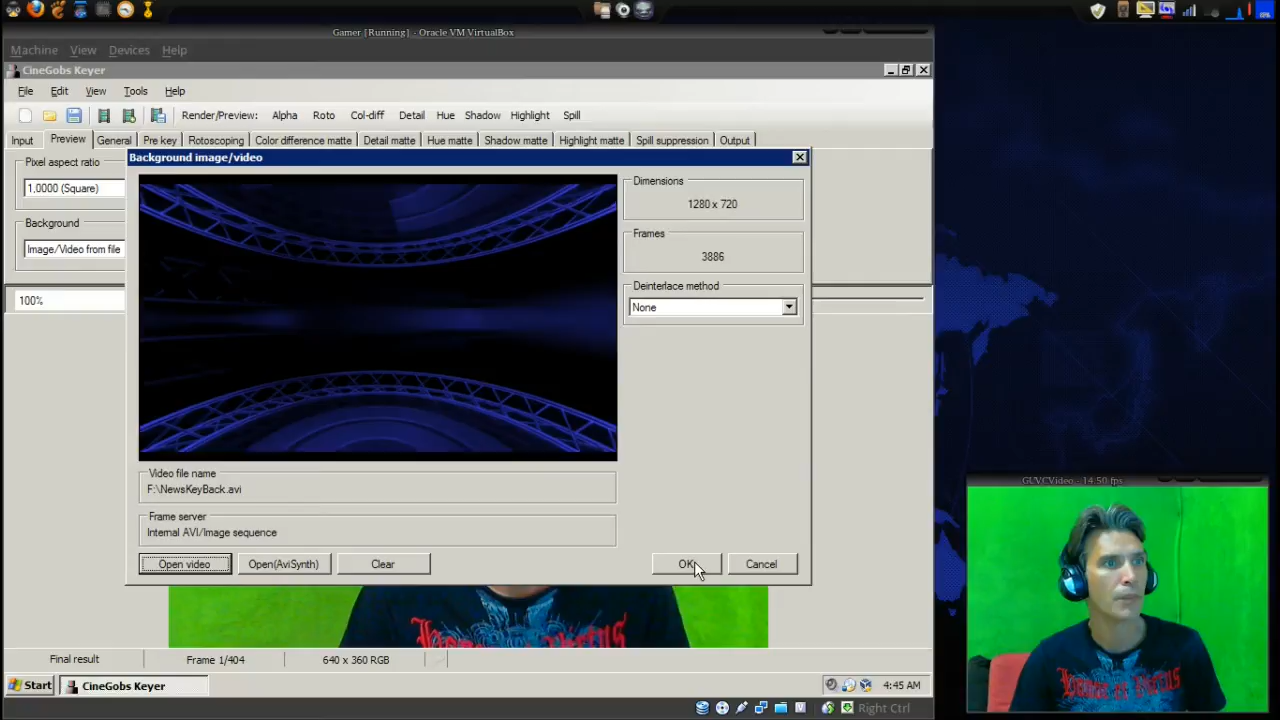 Gamer [Running] - Oracle VM VirtualBox
Machine View Devices Help
CineGobs Keyer
File Edit View Tools Help
Render/Preview: Alpha Roto Col-diff Detail Hue Shadow Highlight Spill
Input Preview General Pre key Rotoscoping Color difference matte Detail matte Hue matte Shadow matte Highlight matte Spill suppression Output
Pixel aspect ratio
1,0000 (Square)
Background
Image/Video from file
100%
Background image/video
Dimensions
1280 x 720
Frames
3886
Deinterlace method
None
Video file name
F:\NewsKeyBack.avi
Frame server
Internal AVI/Image sequence
Open video Open(AviSynth) Clear OK Cancel
GUVCVideo - 14.50 fps
Final result Frame 1/404 640 x 360 RGB
Start CineGobs Keyer 4:45 AM
Right Ctrl